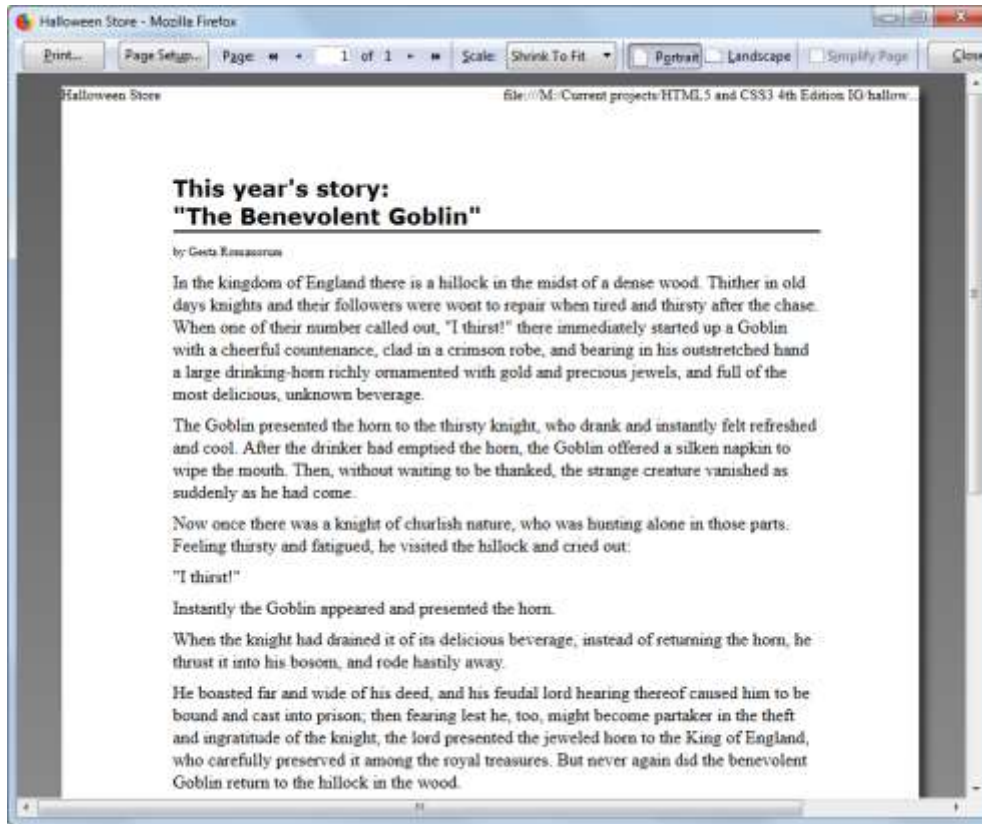 Halloween Store - Mozilla Firefox
Print... Page Setup... Page: 1 of 1 Scale: Shrink To Fit Portrait Landscape Simplify Page Close
Halloween Store file:///M:/Current projects/HTML5 and CSS3 4th Edition IG/hallow...
This year's story:
"The Benevolent Goblin"
by Gesta Romanorum
In the kingdom of England there is a hillock in the midst of a dense wood. Thither in old
days knights and their followers were wont to repair when tired and thirsty after the chase.
When one of their number called out, "I thirst!" there immediately started up a Goblin
with a cheerful countenance, clad in a crimson robe, and bearing in his outstretched hand
a large drinking-horn richly ornamented with gold and precious jewels, and full of the
most delicious, unknown beverage.
The Goblin presented the horn to the thirsty knight, who drank and instantly felt refreshed
and cool. After the drinker had emptied the horn, the Goblin offered a silken napkin to
wipe the mouth. Then, without waiting to be thanked, the strange creature vanished as
suddenly as he had come.
Now once there was a knight of churlish nature, who was hunting alone in those parts.
Feeling thirsty and fatigued, he visited the hillock and cried out:
"I thirst!"
Instantly the Goblin appeared and presented the horn.
When the knight had drained it of its delicious beverage, instead of returning the horn, he
thrust it into his bosom, and rode hastily away.
He boasted far and wide of his deed, and his feudal lord hearing thereof caused him to be
bound and cast into prison; then fearing lest he, too, might become partaker in the theft
and ingratitude of the knight, the lord presented the jeweled horn to the King of England,
who carefully preserved it among the royal treasures. But never again did the benevolent
Goblin return to the hillock in the wood.